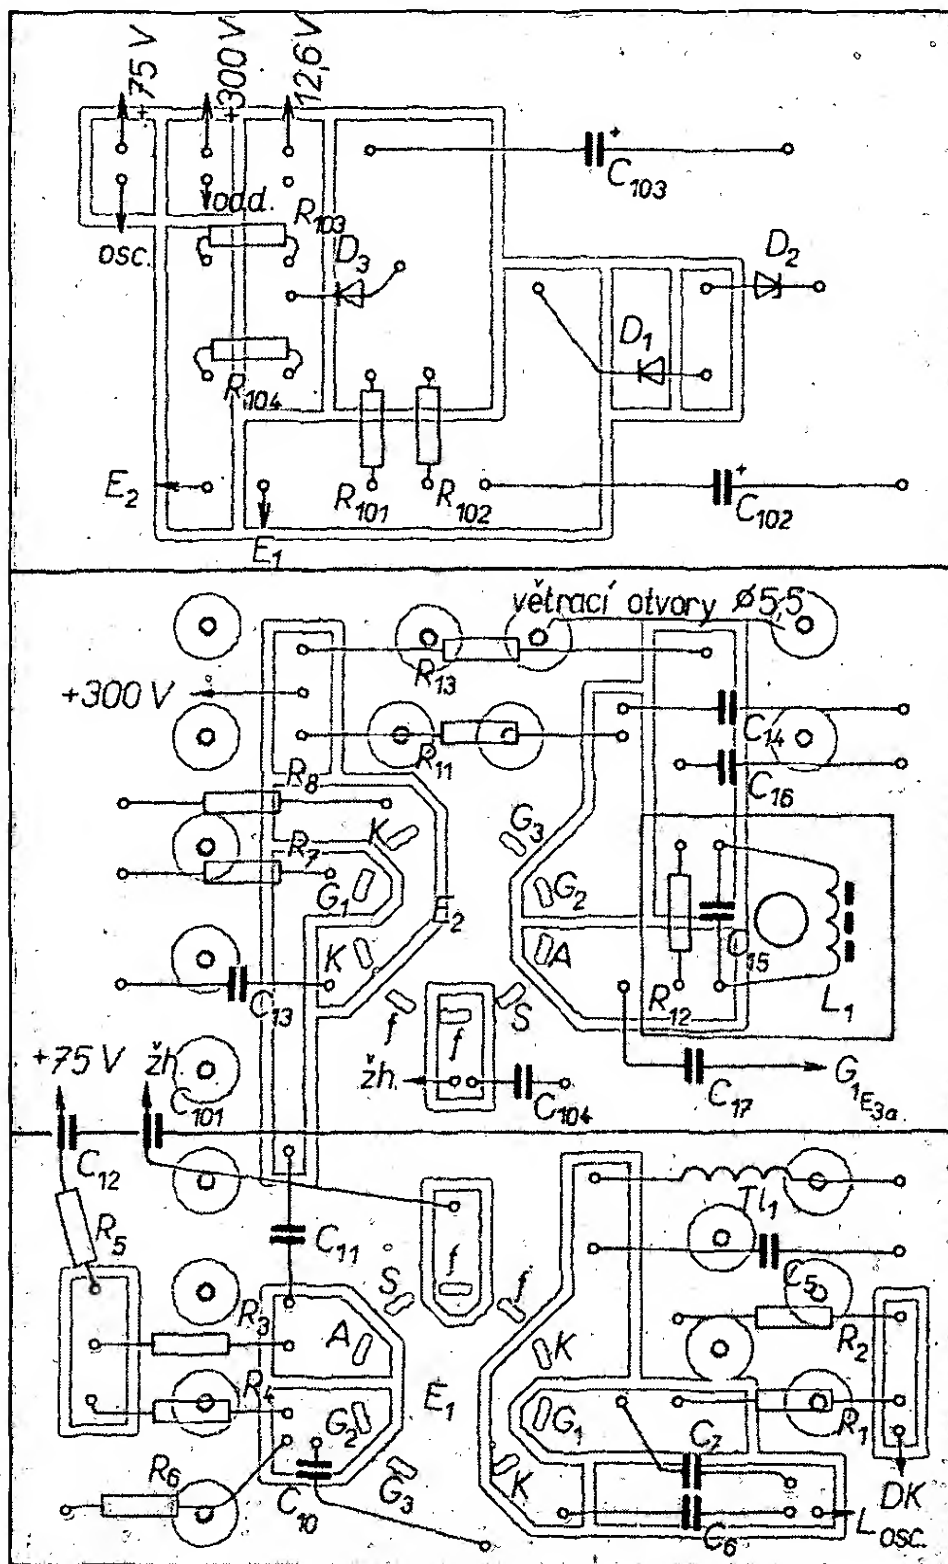 +75 V
+300 V
12,6 V
+
C103
odd.
R103
osc.
D3
D2
D1
R104
E2
R101
R102
+
C102
E1
větrací otvory ϕ5,5
+300 V
R13
C14
R11
C16
R8
K
G3
R7
G1
E2
G2
K
A
C15
C13
R12
L1
f
f
S
+75 V
žh.
žh.
C101
C104
C17
G1E3a.
C12
Tl1
R5
C11
f
C5
S
f
R3
A
K
R2
R4
E1
G2
G1
R1
C7
R6
G3
K
DK
C10
C6
Losc.